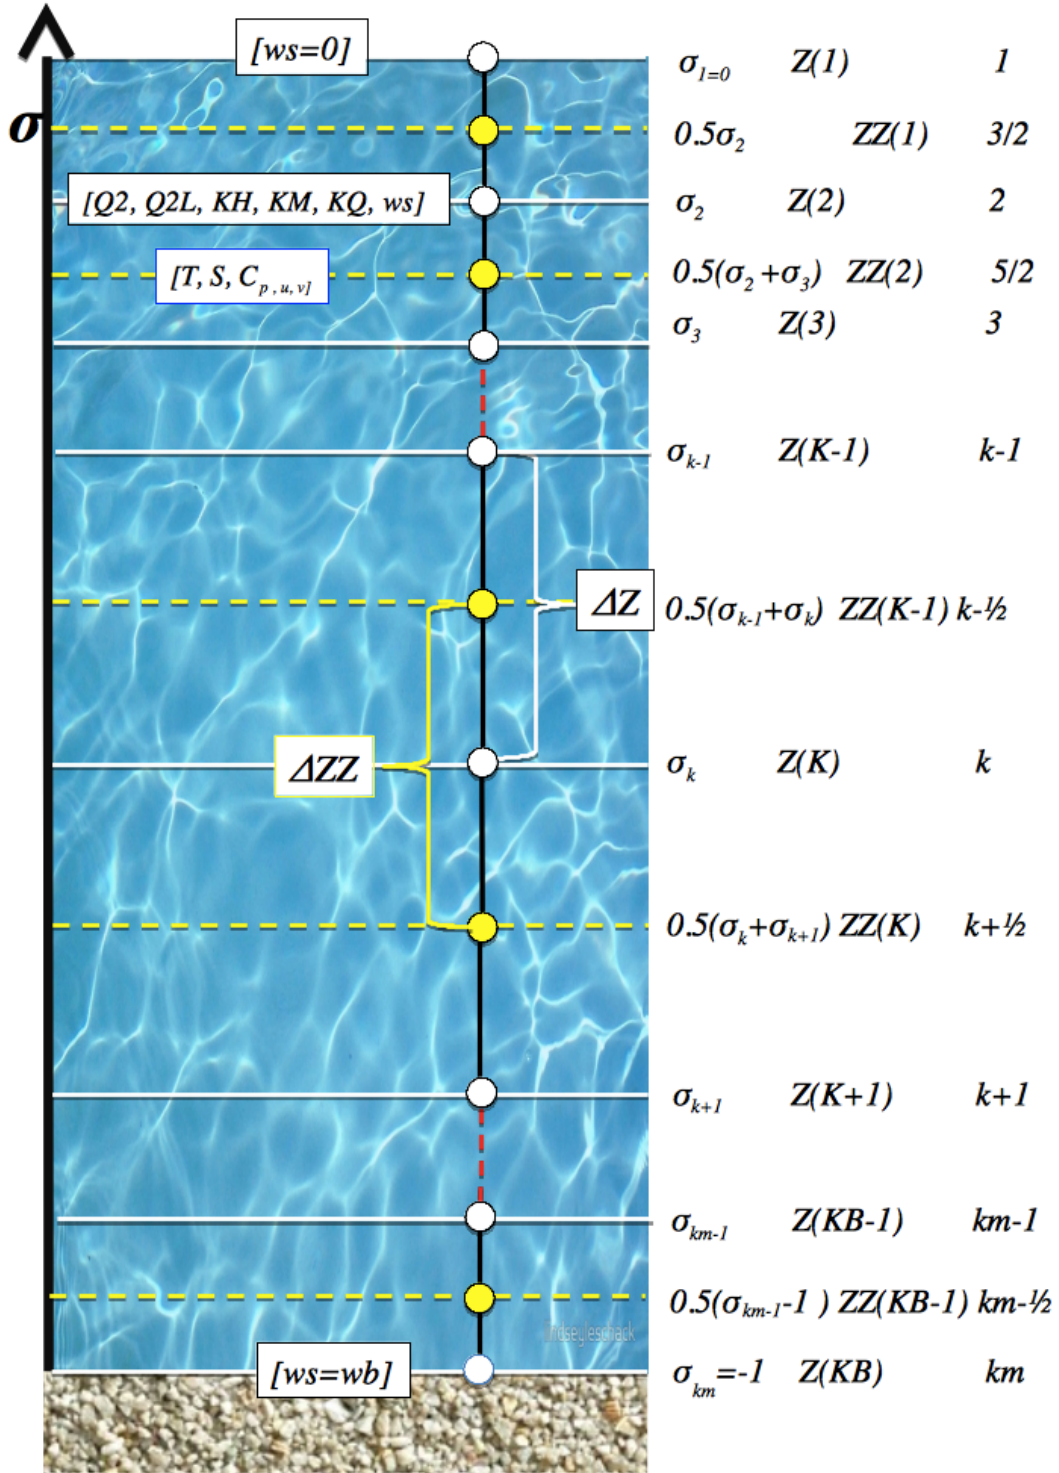 [ws=0] σ1=0 Z(1) 1
σ 0.5σ2 ZZ(1) 3/2
[Q2, Q2L, KH, KM, KQ, ws] σ2 Z(2) 2
[T, S, Cp,u,v] 0.5(σ2+σ3) ZZ(2) 5/2
σ3 Z(3) 3
σk-1 Z(K-1) k-1
ΔZ 0.5(σk-1+σk) ZZ(K-1) k-½
ΔZZ σk Z(K) k
0.5(σk+σk+1) ZZ(K) k+½
σk+1 Z(K+1) k+1
σkm-1 Z(KB-1) km-1
0.5(σkm-1-1 ) ZZ(KB-1) km-½
lindseyleschack
[ws=wb] σkm=-1 Z(KB) km